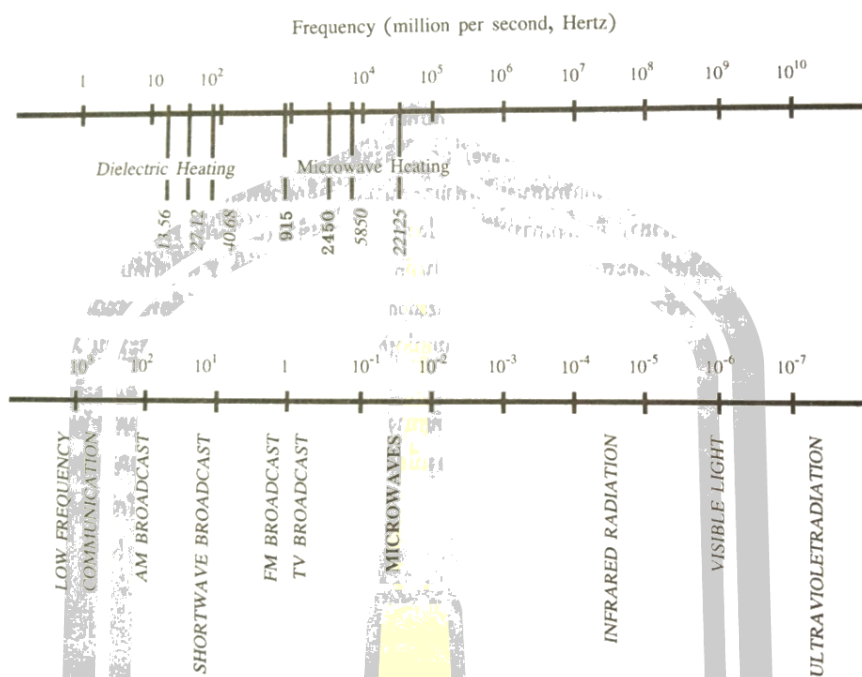 Frequency (million per second, Hertz)
1 10 10² 10⁴ 10⁵ 10⁶ 10⁷ 10⁸ 10⁹ 10¹⁰
Dielectric Heating Microwave Heating
13.56 27.12 40.68 915 2450 5850 22125
10³ 10² 10¹ 1 10⁻¹ 10⁻² 10⁻³ 10⁻⁴ 10⁻⁵ 10⁻⁶ 10⁻⁷
LOW FREQUENCY
COMMUNICATION
AM BROADCAST
SHORTWAVE BROADCAST
FM BROADCAST
TV BROADCAST
MICROWAVES
INFRARED RADIATION
VISIBLE LIGHT
ULTRAVIOLETRADIATION